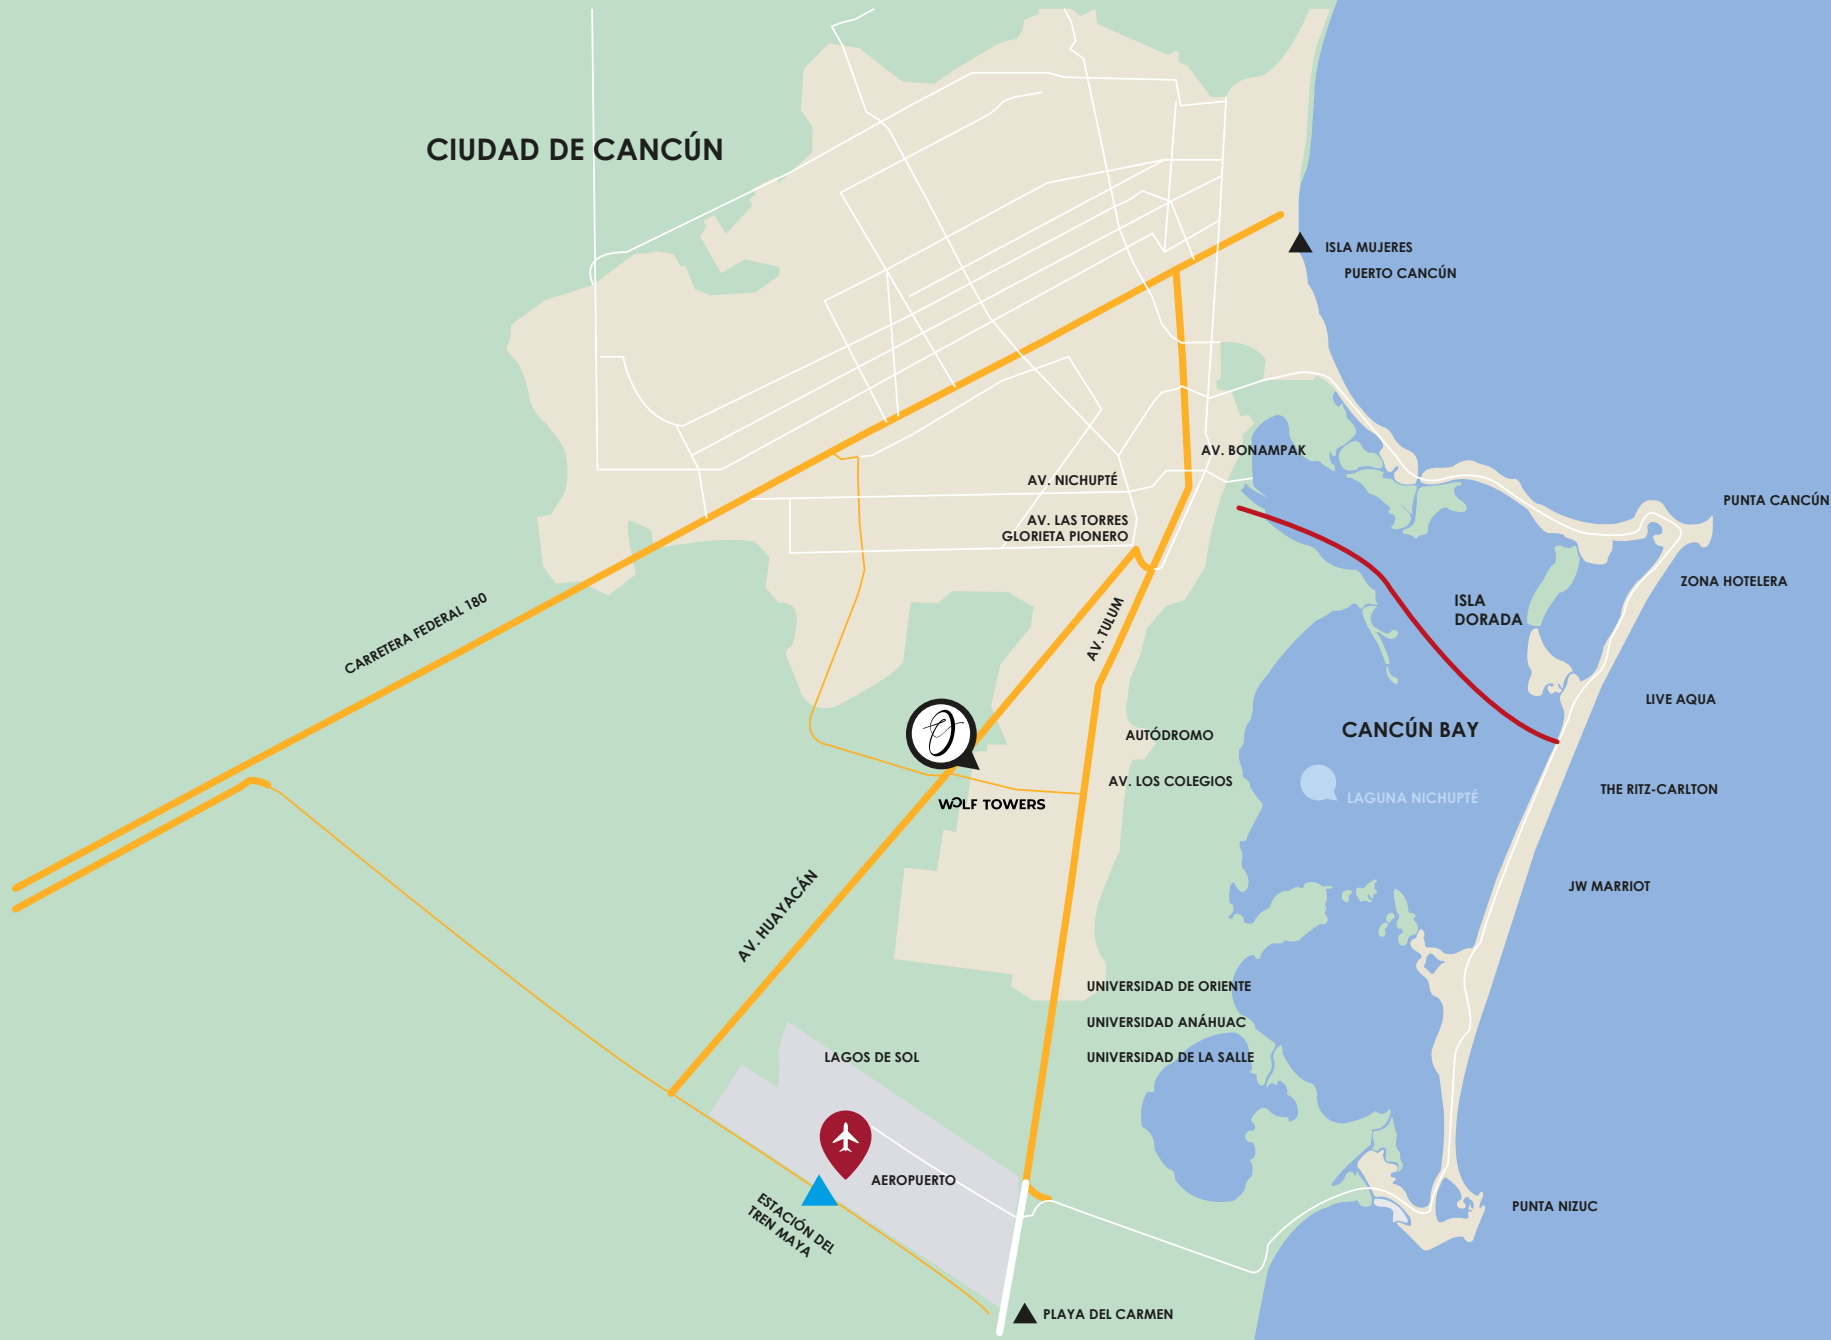 CIUDAD DE CANCÚN
ISLA MUJERES
PUERTO CANCÚN
AV. BONAMPAK
AV. NICHUPTÉ
PUNTA CANCÚN
AV. LAS TORRES
GLORIETA PIONERO
ZONA HOTELERA
ISLA
DORADA
CARRETERA FEDERAL 180
AV. TULUM
LIVE AQUA
CANCÚN BAY
AUTÓDROMO
AV. LOS COLEGIOS
THE RITZ-CARLTON
LAGUNA NICHUPTÉ
WOLF TOWERS
JW MARRIOT
AV. HUAYACÁN
UNIVERSIDAD DE ORIENTE
UNIVERSIDAD ANÁHUAC
UNIVERSIDAD DE LA SALLE
LAGOS DE SOL
AEROPUERTO
ESTACIÓN DEL
TREN MAYA
PUNTA NIZUC
PLAYA DEL CARMEN